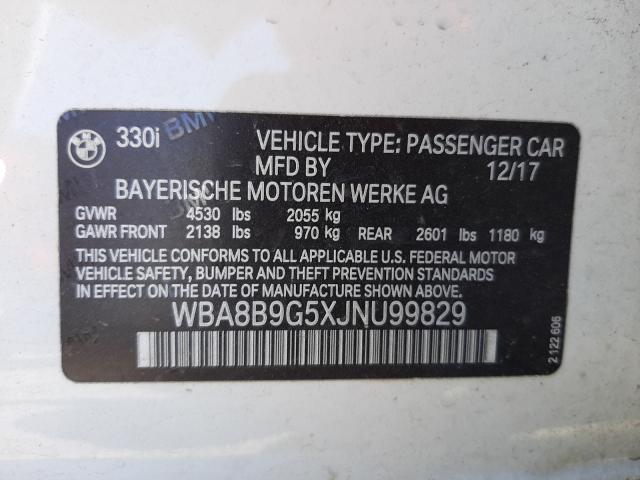 330i VEHICLE TYPE: PASSENGER CAR
MFD BY 12/17
BAYERISCHE MOTOREN WERKE AG
GVWR 4530 lbs 2055 kg
GAWR FRONT 2138 lbs 970 kg REAR 2601 lbs 1180 kg
THIS VEHICLE CONFORMS TO ALL APPLICABLE U.S. FEDERAL MOTOR
VEHICLE SAFETY, BUMPER AND THEFT PREVENTION STANDARDS
IN EFFECT ON THE DATE OF MANUFACTURE SHOWN ABOVE.
WBA8B9G5XJNU99829
2 122 606
BMW